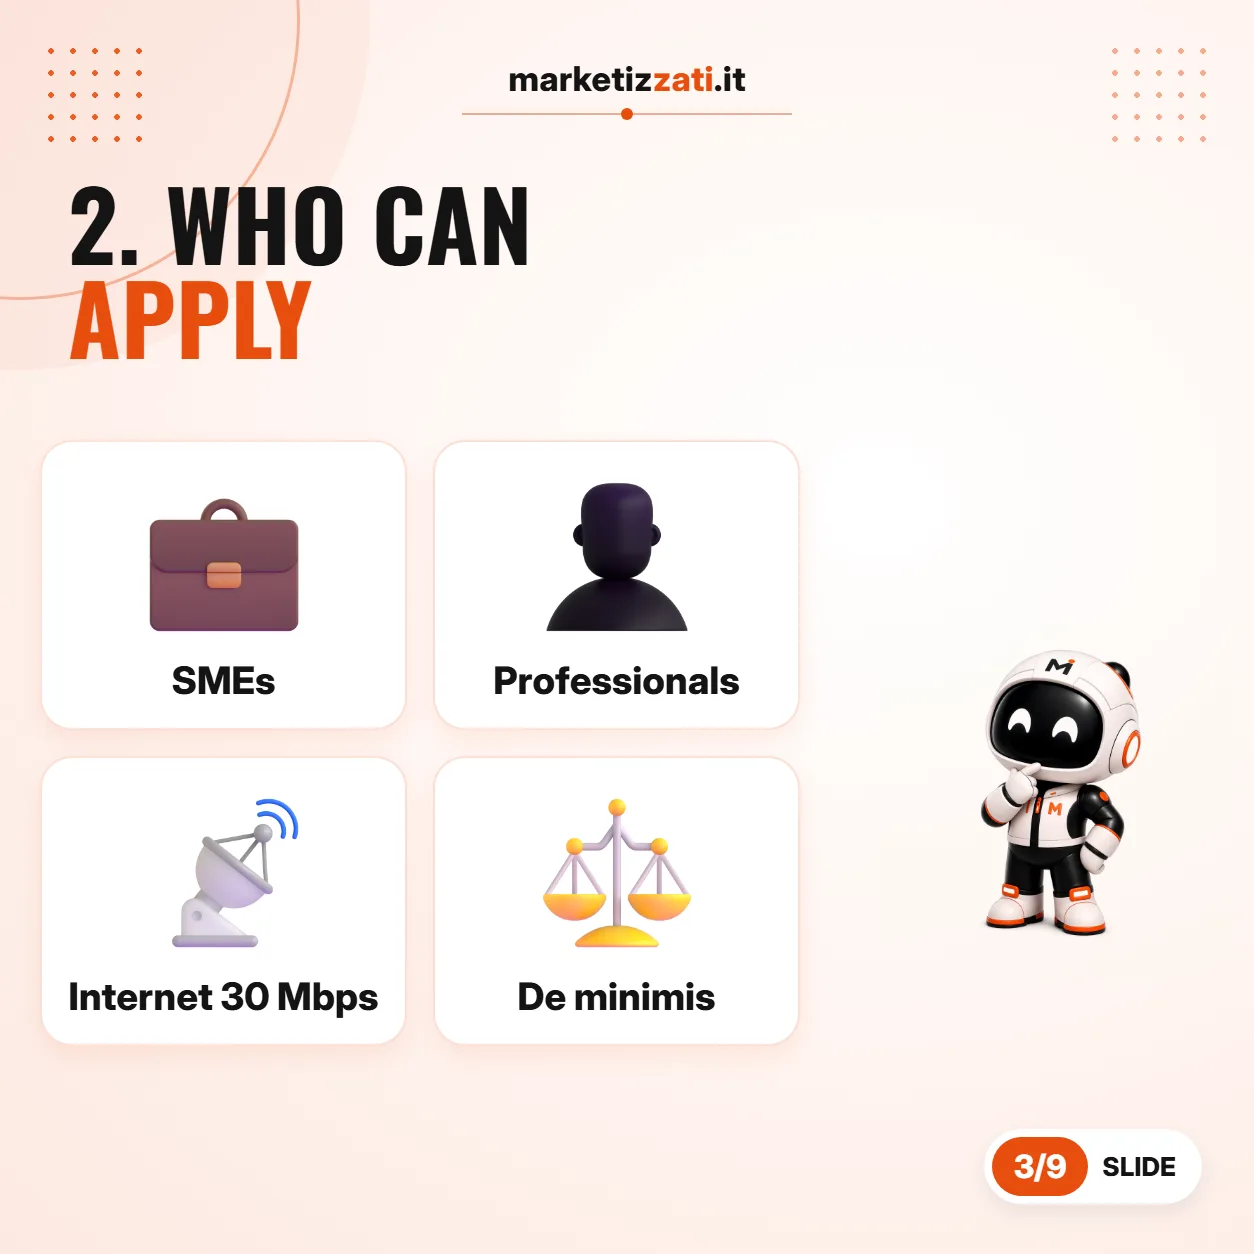 marketizzati.it
2. WHO CAN
APPLY
SMEs
Professionals
Internet 30 Mbps
De minimis
M
M
3/9 SLIDE